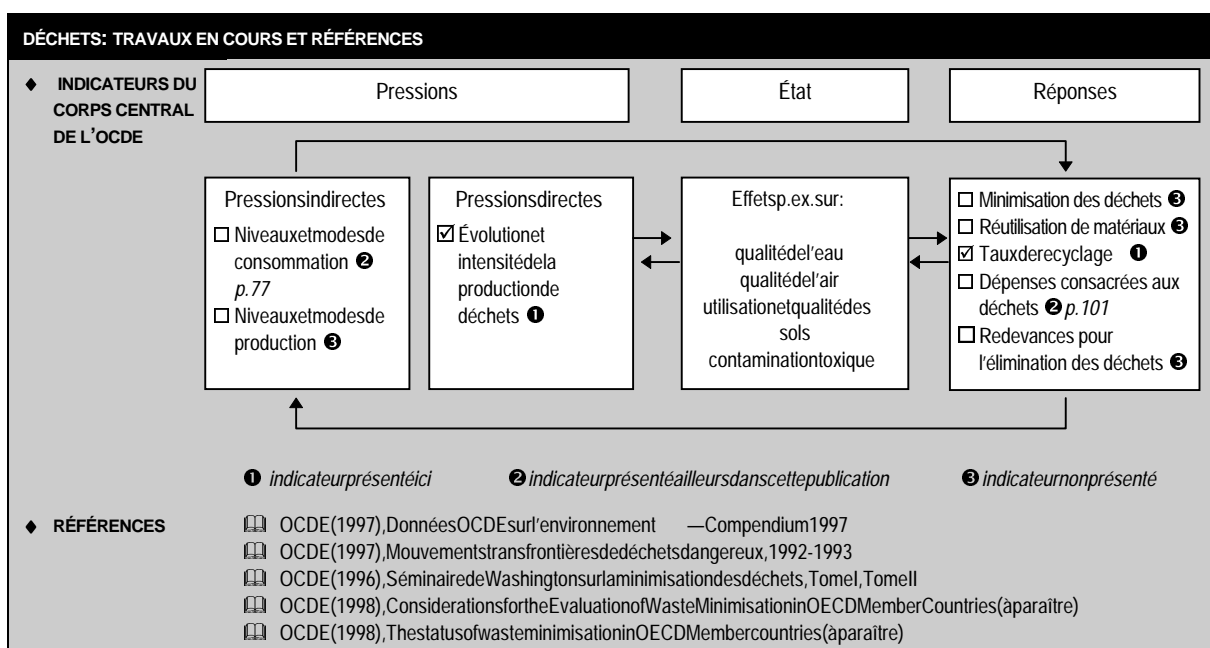 DÉCHETS: TRAVAUX EN COURS ET RÉFÉRENCES
♦ INDICATEURS DU
CORPS CENTRAL
DE L'OCDE
Pressions
État
Réponses
Pressionsindirectes
☐ Niveauxetmodesde
consommation ❷
p.77
☐ Niveauxetmodesde
production ❸
Pressionsdirectes
☑ Évolutionet
intensitédela
productionde
déchets ❶
Effetsp.ex.sur:
qualitédel'eau
qualitédel'air
utilisationetqualitédes
sols
contaminationtoxique
☐ Minimisation des déchets ❸
☐ Réutilisation de matériaux ❸
☑ Tauxderecyclage ❶
☐ Dépenses consacrées aux
déchets ❷ p.101
☐ Redevances pour
l'élimination des déchets ❸
❶ indicateurprésentéici
❷ indicateurprésentéailleursdanscettepublication
❸ indicateurnonprésenté
♦ RÉFÉRENCES
OCDE(1997),DonnéesOCDEsurl'environnement —Compendium1997
OCDE(1997),Mouvementstransfrontièresdedéchetsdangereux,1992-1993
OCDE(1996),SéminairedeWashingtonsurlaminimisationdesdéchets,TomeI,TomeII
OCDE(1998),ConsiderationsfortheEvaluationofWasteMinimisationinOECDMemberCountries(àparaître)
OCDE(1998),ThestatusofwasteminimisationinOECDMembercountries(àparaître)